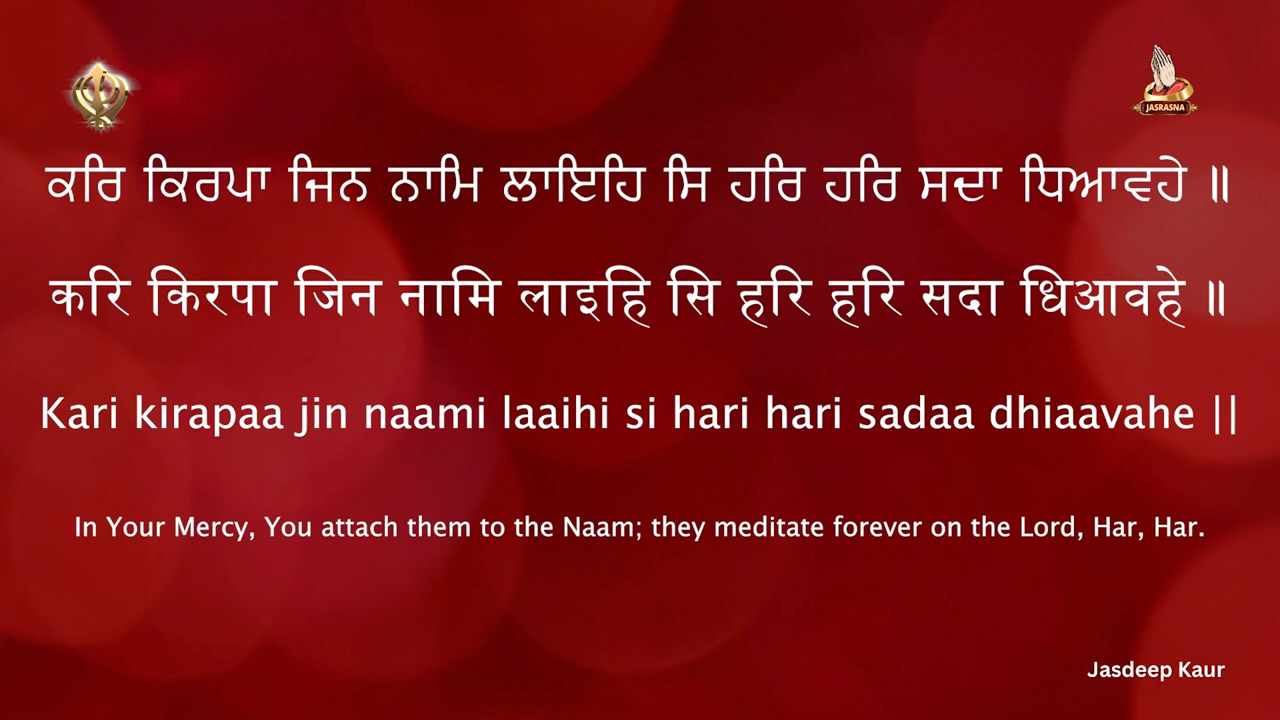 JASRASNA
ਕਰਿ ਕਿਰਪਾ ਜਿਨ ਨਾਮਿ ਲਾਇਹਿ ਸਿ ਹਰਿ ਹਰਿ ਸਦਾ ਧਿਆਵਹੇ ॥
करि किरपा जिन नामि लाइहि सि हरि हरि सदा धिआवहे ॥
Kari kirapaa jin naami laaihi si hari hari sadaa dhiaavahe ||
In Your Mercy, You attach them to the Naam; they meditate forever on the Lord, Har, Har.
Jasdeep Kaur